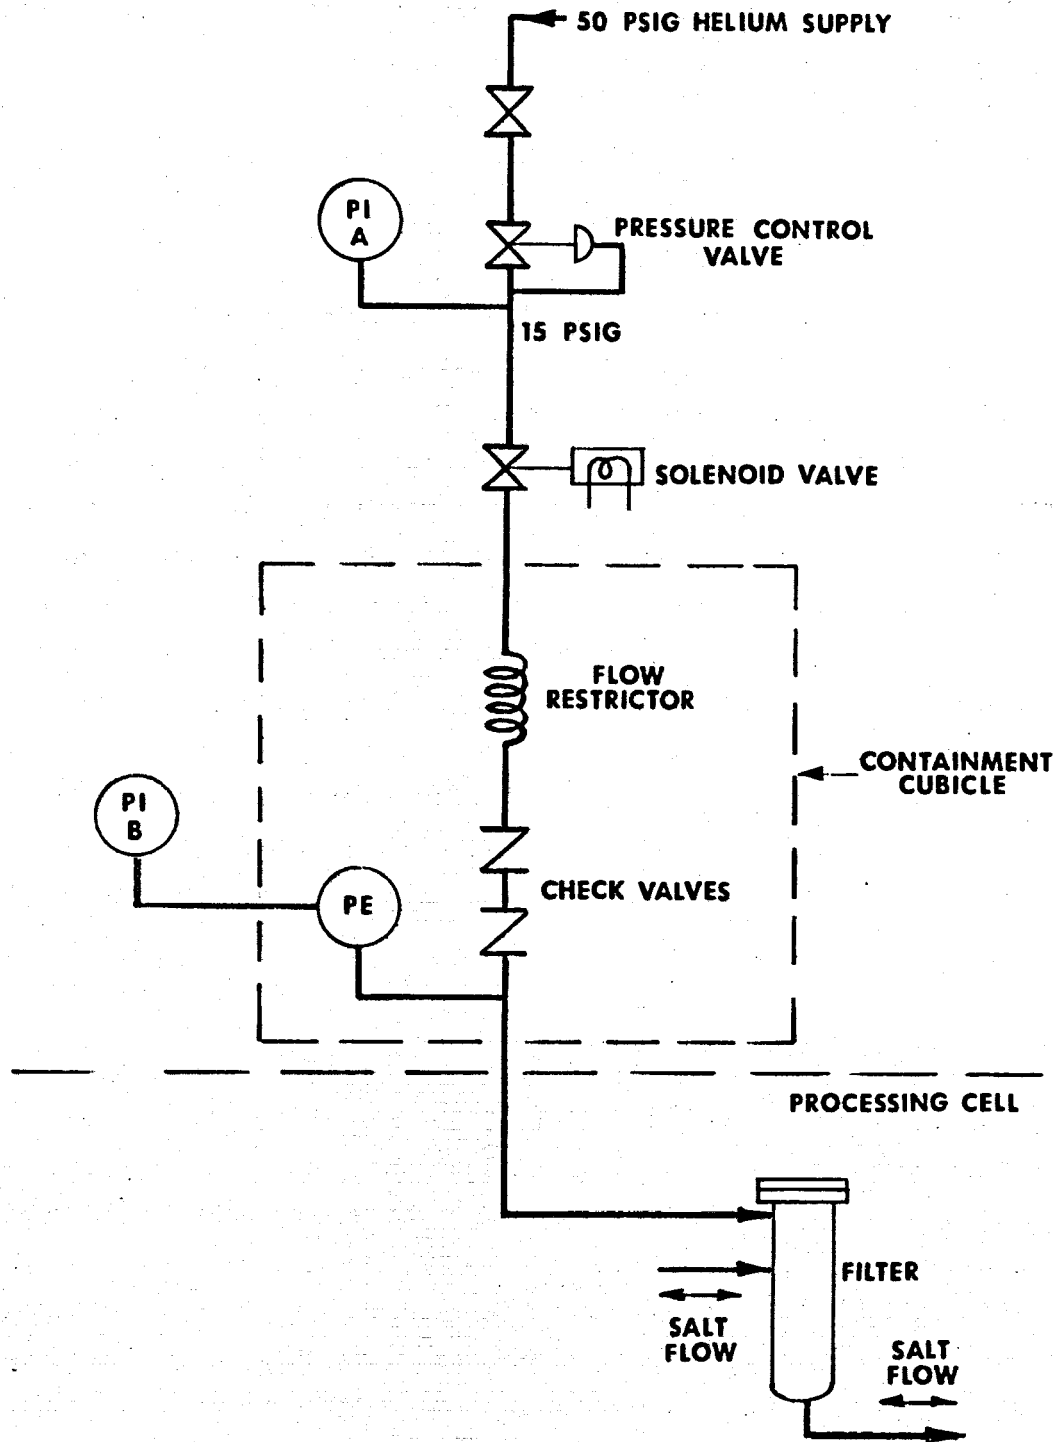 50 PSIG HELIUM SUPPLY
PI
A
PRESSURE CONTROL
VALVE
15 PSIG
SOLENOID VALVE
FLOW
RESTRICTOR
CONTAINMENT
CUBICLE
PI
B
CHECK VALVES
PE
PROCESSING CELL
FILTER
SALT
FLOW
SALT
FLOW